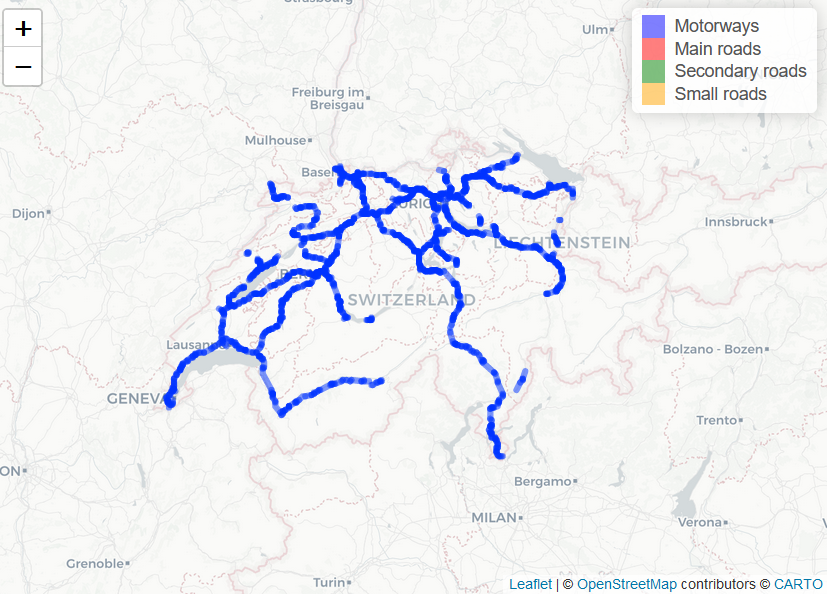 +
−
Strasbourg
Ulm
Motorways
Main roads
Secondary roads
Small roads
Freiburg im
Breisgau
Mulhouse
Basel
Dijon
ZURICH
Innsbruck
LIECHTENSTEIN
BERN
SWITZERLAND
Lausanne
Bolzano - Bozen
GENEVA
Trento
ON
Bergamo
MILAN
Verona
Grenoble
Turin
Leaflet | © OpenStreetMap contributors © CARTO